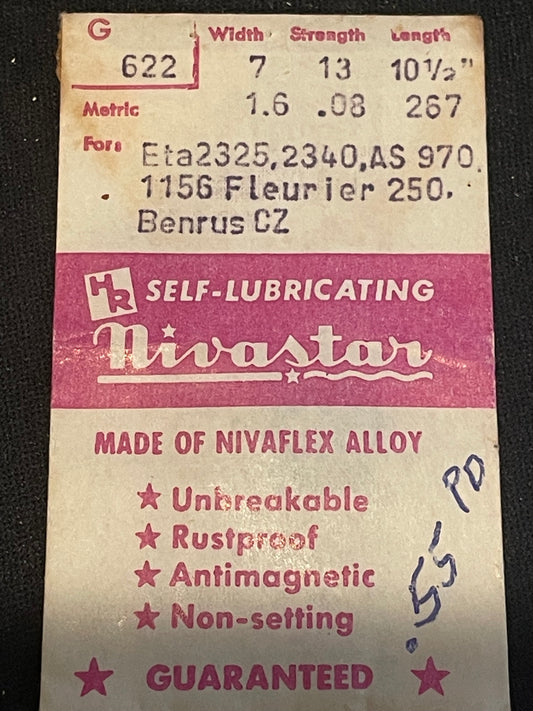 G Width Strength Length
622 7 13 10½"
Metric 1.6 .08 267
For: Eta2325,2340,AS 970,
1156 Fleurier 250.
Benrus CZ
HR SELF-LUBRICATING
Nivastar
MADE OF NIVAFLEX ALLOY
★ Unbreakable
★ Rustproof
★ Antimagnetic
★ Non-setting
★ GUARANTEED ★
.55 PD